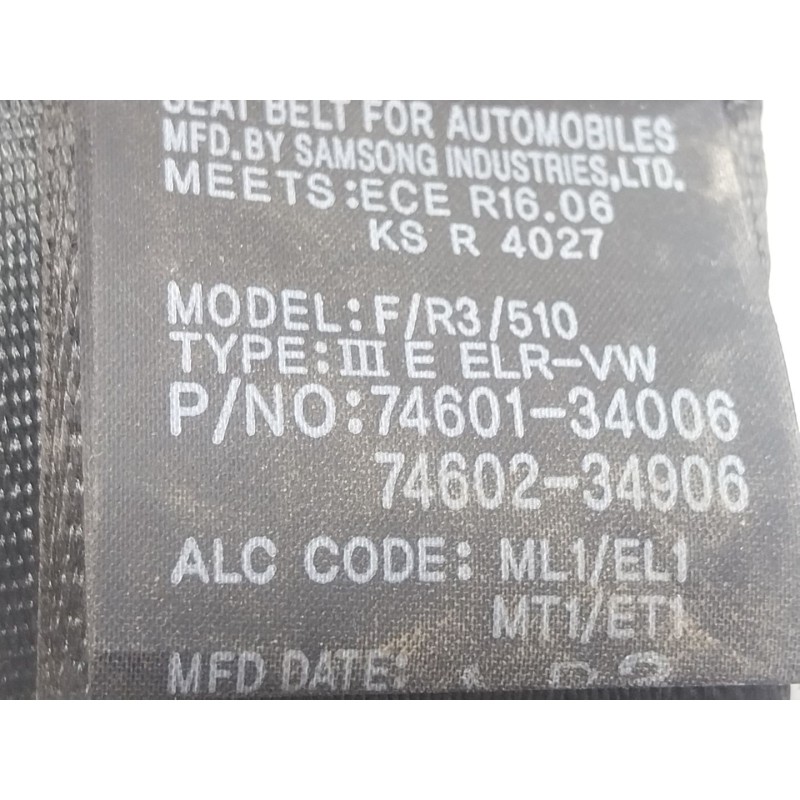 SEAT BELT FOR AUTOMOBILES
MFD.BY SAMSONG INDUSTRIES,LTD.
MEETS:ECE R16.06
KS R 4027
MODEL:F/R3/510
TYPE:III E ELR-VW
P/NO:74601-34006
74602-34906
ALC CODE: ML1/EL1
MT1/ET1
MFD DATE: